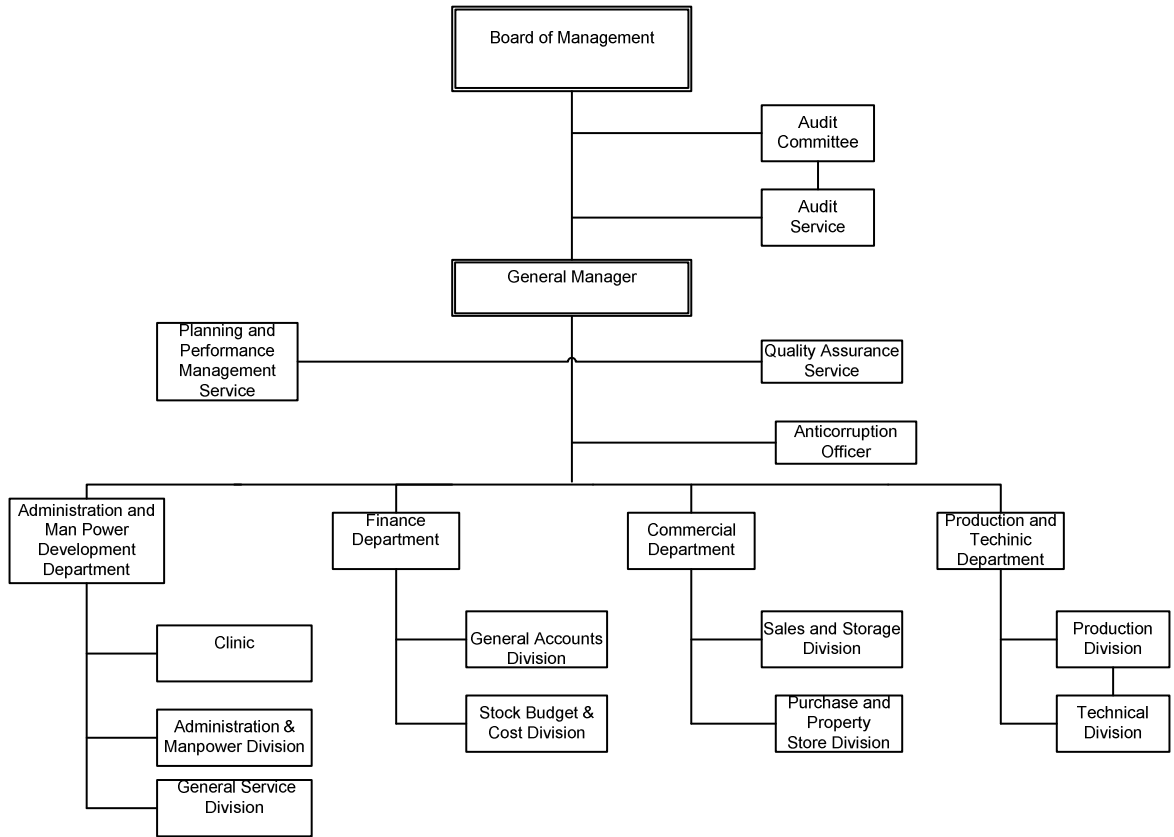 Board of Management
Audit
Committee
Audit
Service
General Manager
Planning and
Performance
Management
Service
Quality Assurance
Service
Anticorruption
Officer
Administration and
Man Power
Development
Department
Finance
Department
Commercial
Department
Production and
Techinic
Department
Clinic
Administration &
Manpower Division
General Service
Division
General Accounts
Division
Stock Budget &
Cost Division
Sales and Storage
Division
Purchase and
Property
Store Division
Production
Division
Technical
Division